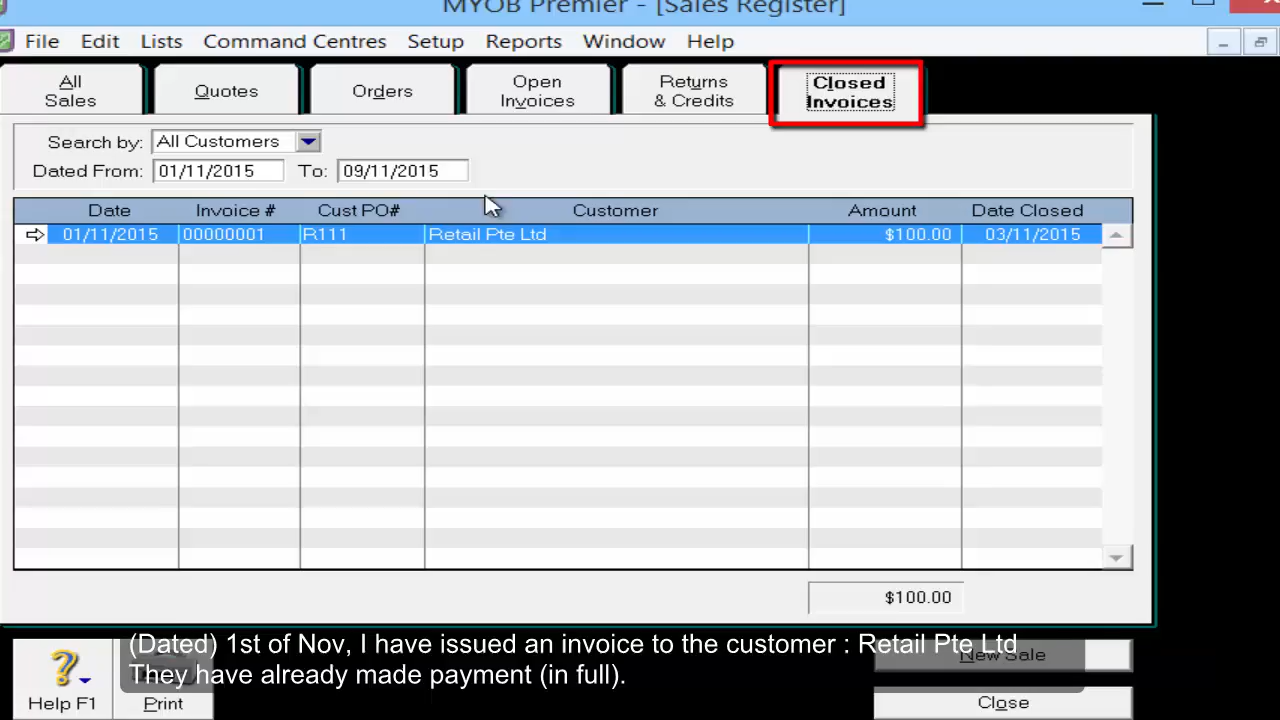 MYOB Premier - [Sales Register]
File Edit Lists Command Centres Setup Reports Window Help
All Sales
Quotes
Orders
Open Invoices
Returns & Credits
Closed Invoices
Search by: All Customers
Dated From: 01/11/2015 To: 09/11/2015
Date Invoice # Cust PO# Customer Amount Date Closed
01/11/2015 00000001 R111 Retail Pte Ltd $100.00 03/11/2015
$100.00
(Dated) 1st of Nov, I have issued an invoice to the customer : Retail Pte Ltd
They have already made payment (in full).
New Sale
Help F1 Print Close